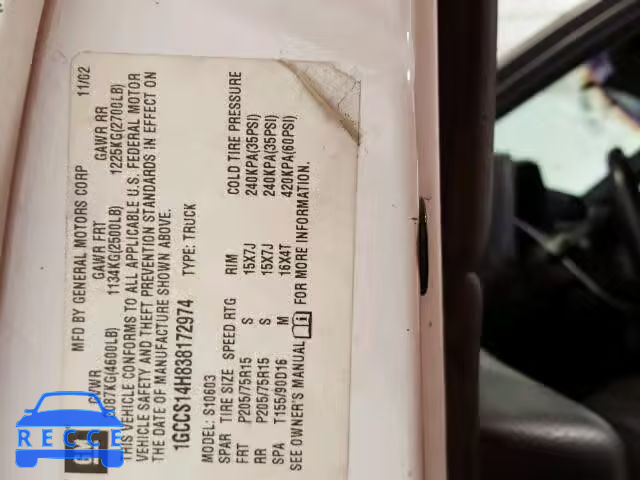 MFD BY GENERAL MOTORS CORP 11/02
GVWR GAWR FRT GAWR RR
2087KG(4600LB) 1134KG(2500LB) 1225KG(2700LB)
THIS VEHICLE CONFORMS TO ALL APPLICABLE U.S. FEDERAL MOTOR
VEHICLE SAFETY AND THEFT PREVENTION STANDARDS IN EFFECT ON
THE DATE OF MANUFACTURE SHOWN ABOVE.
1GCCS14H838172974 TYPE: TRUCK
MODEL: S10603
SPAR TIRE SIZE SPEED RTG RIM COLD TIRE PRESSURE
FRT P205/75R15 S 15X7J 240KPA(35PSI)
RR P205/75R15 S 15X7J 240KPA(35PSI)
SPA T155/90D16 M 16X4T 420KPA(60PSI)
SEE OWNER'S MANUAL FOR MORE INFORMATION.
GM